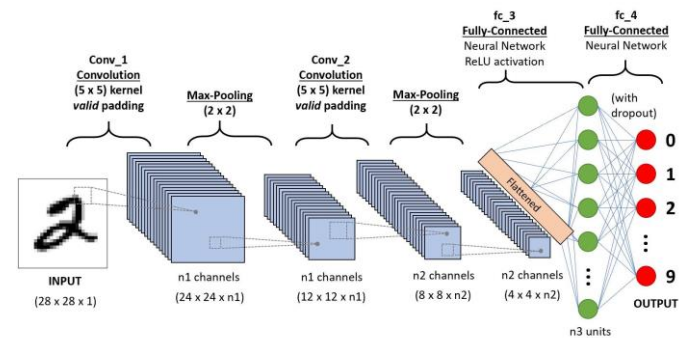 fc_3
Fully-Connected
Neural Network
ReLU activation
fc_4
Fully-Connected
Neural Network
Conv_1
Convolution
(5 x 5) kernel
valid padding
Max-Pooling
(2 x 2)
Conv_2
Convolution
(5 x 5) kernel
valid padding
Max-Pooling
(2 x 2)
(with
dropout)
Flattened
0
1
2
9
2
INPUT
(28 x 28 x 1)
n1 channels
(24 x 24 x n1)
n1 channels
(12 x 12 x n1)
n2 channels
(8 x 8 x n2)
n2 channels
(4 x 4 x n2)
n3 units
OUTPUT